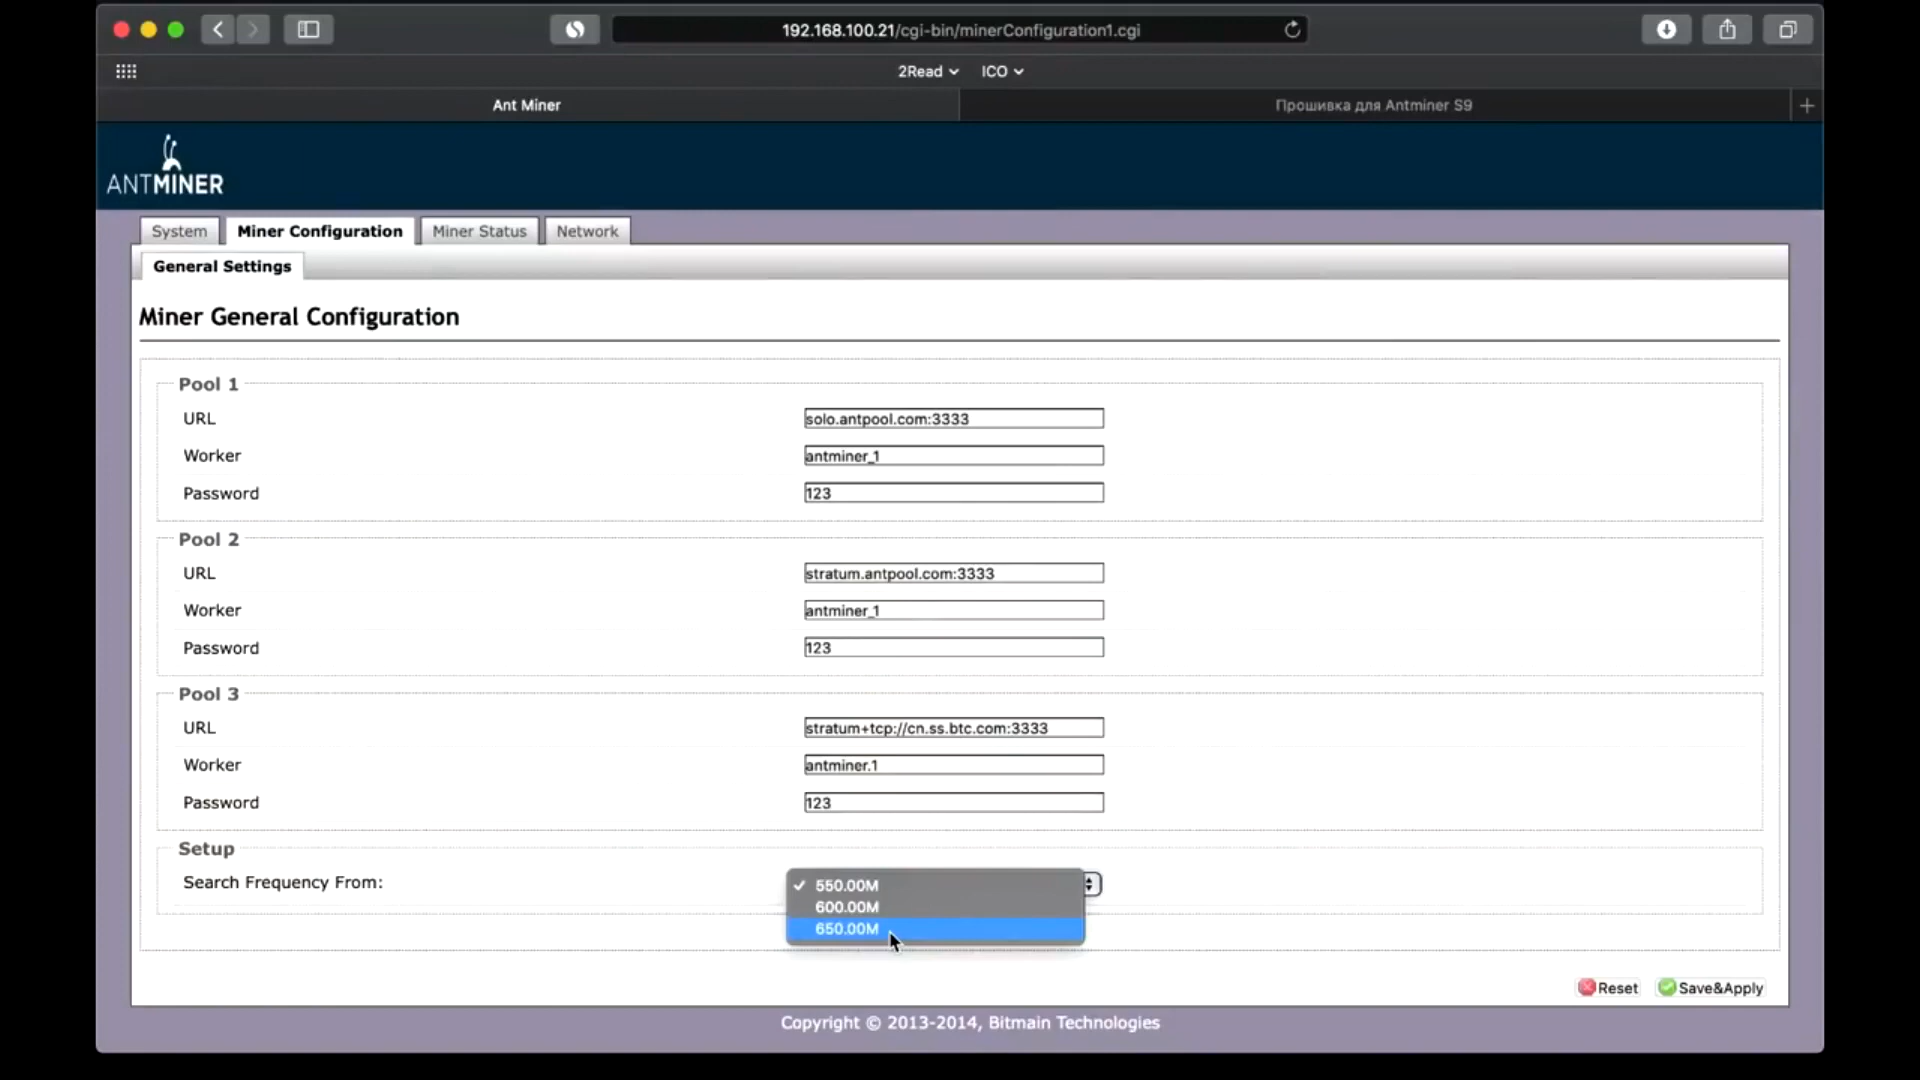 192.168.100.21/cgi-bin/minerConfiguration1.cgi
2Read ICO
Ant Miner Прошивка для Antminer S9
ANTMINER
System Miner Configuration Miner Status Network
General Settings
Miner General Configuration
Pool 1
URL solo.antpool.com:3333
Worker antminer_1
Password 123
Pool 2
URL stratum.antpool.com:3333
Worker antminer_1
Password 123
Pool 3
URL stratum+tcp://cn.ss.btc.com:3333
Worker antminer.1
Password 123
Setup
Search Frequency From: ✓ 550.00M
600.00M
650.00M
Reset Save&Apply
Copyright © 2013-2014, Bitmain Technologies